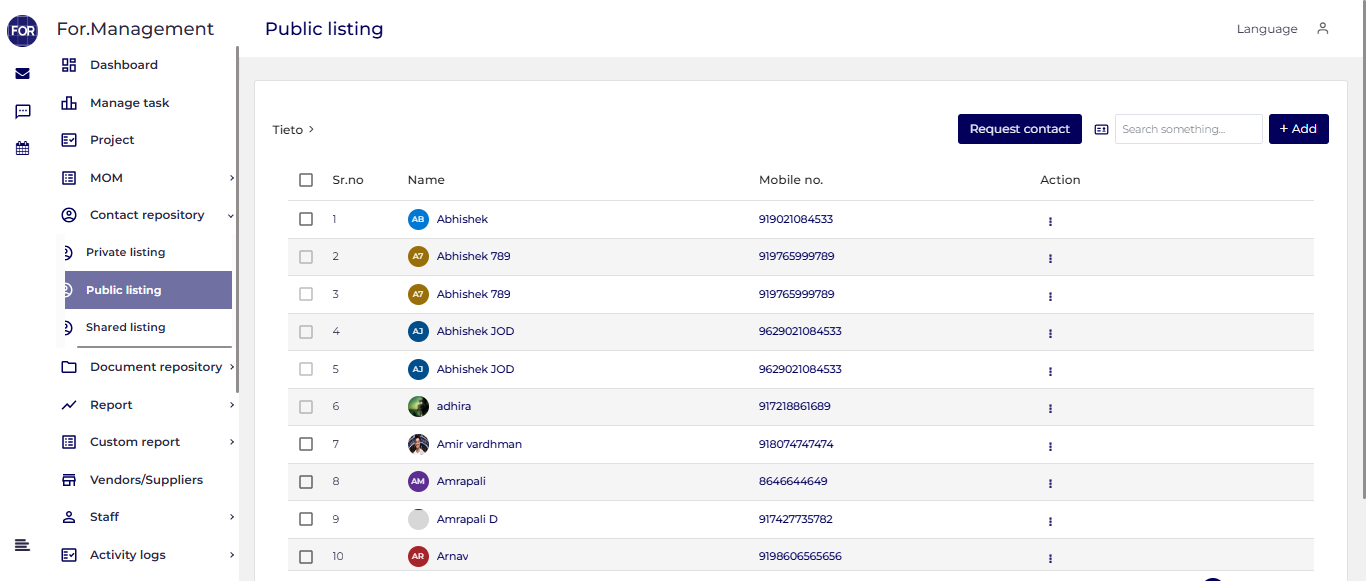 FOR
For.Management
Public listing
Language
Dashboard
Manage task
Project
MOM
Contact repository
Private listing
Public listing
Shared listing
Document repository
Report
Custom report
Vendors/Suppliers
Staff
Activity logs
Tieto >
Request contact
Search something...
+ Add
Sr.no Name Mobile no. Action
1 AB Abhishek 919021084533
2 A7 Abhishek 789 919765999789
3 A7 Abhishek 789 919765999789
4 AJ Abhishek JOD 9629021084533
5 AJ Abhishek JOD 9629021084533
6 adhira 917218861689
7 Amir vardhman 918074747474
8 AM Amrapali 8646644649
9 Amrapali D 917427735782
10 AR Arnav 9198606565656